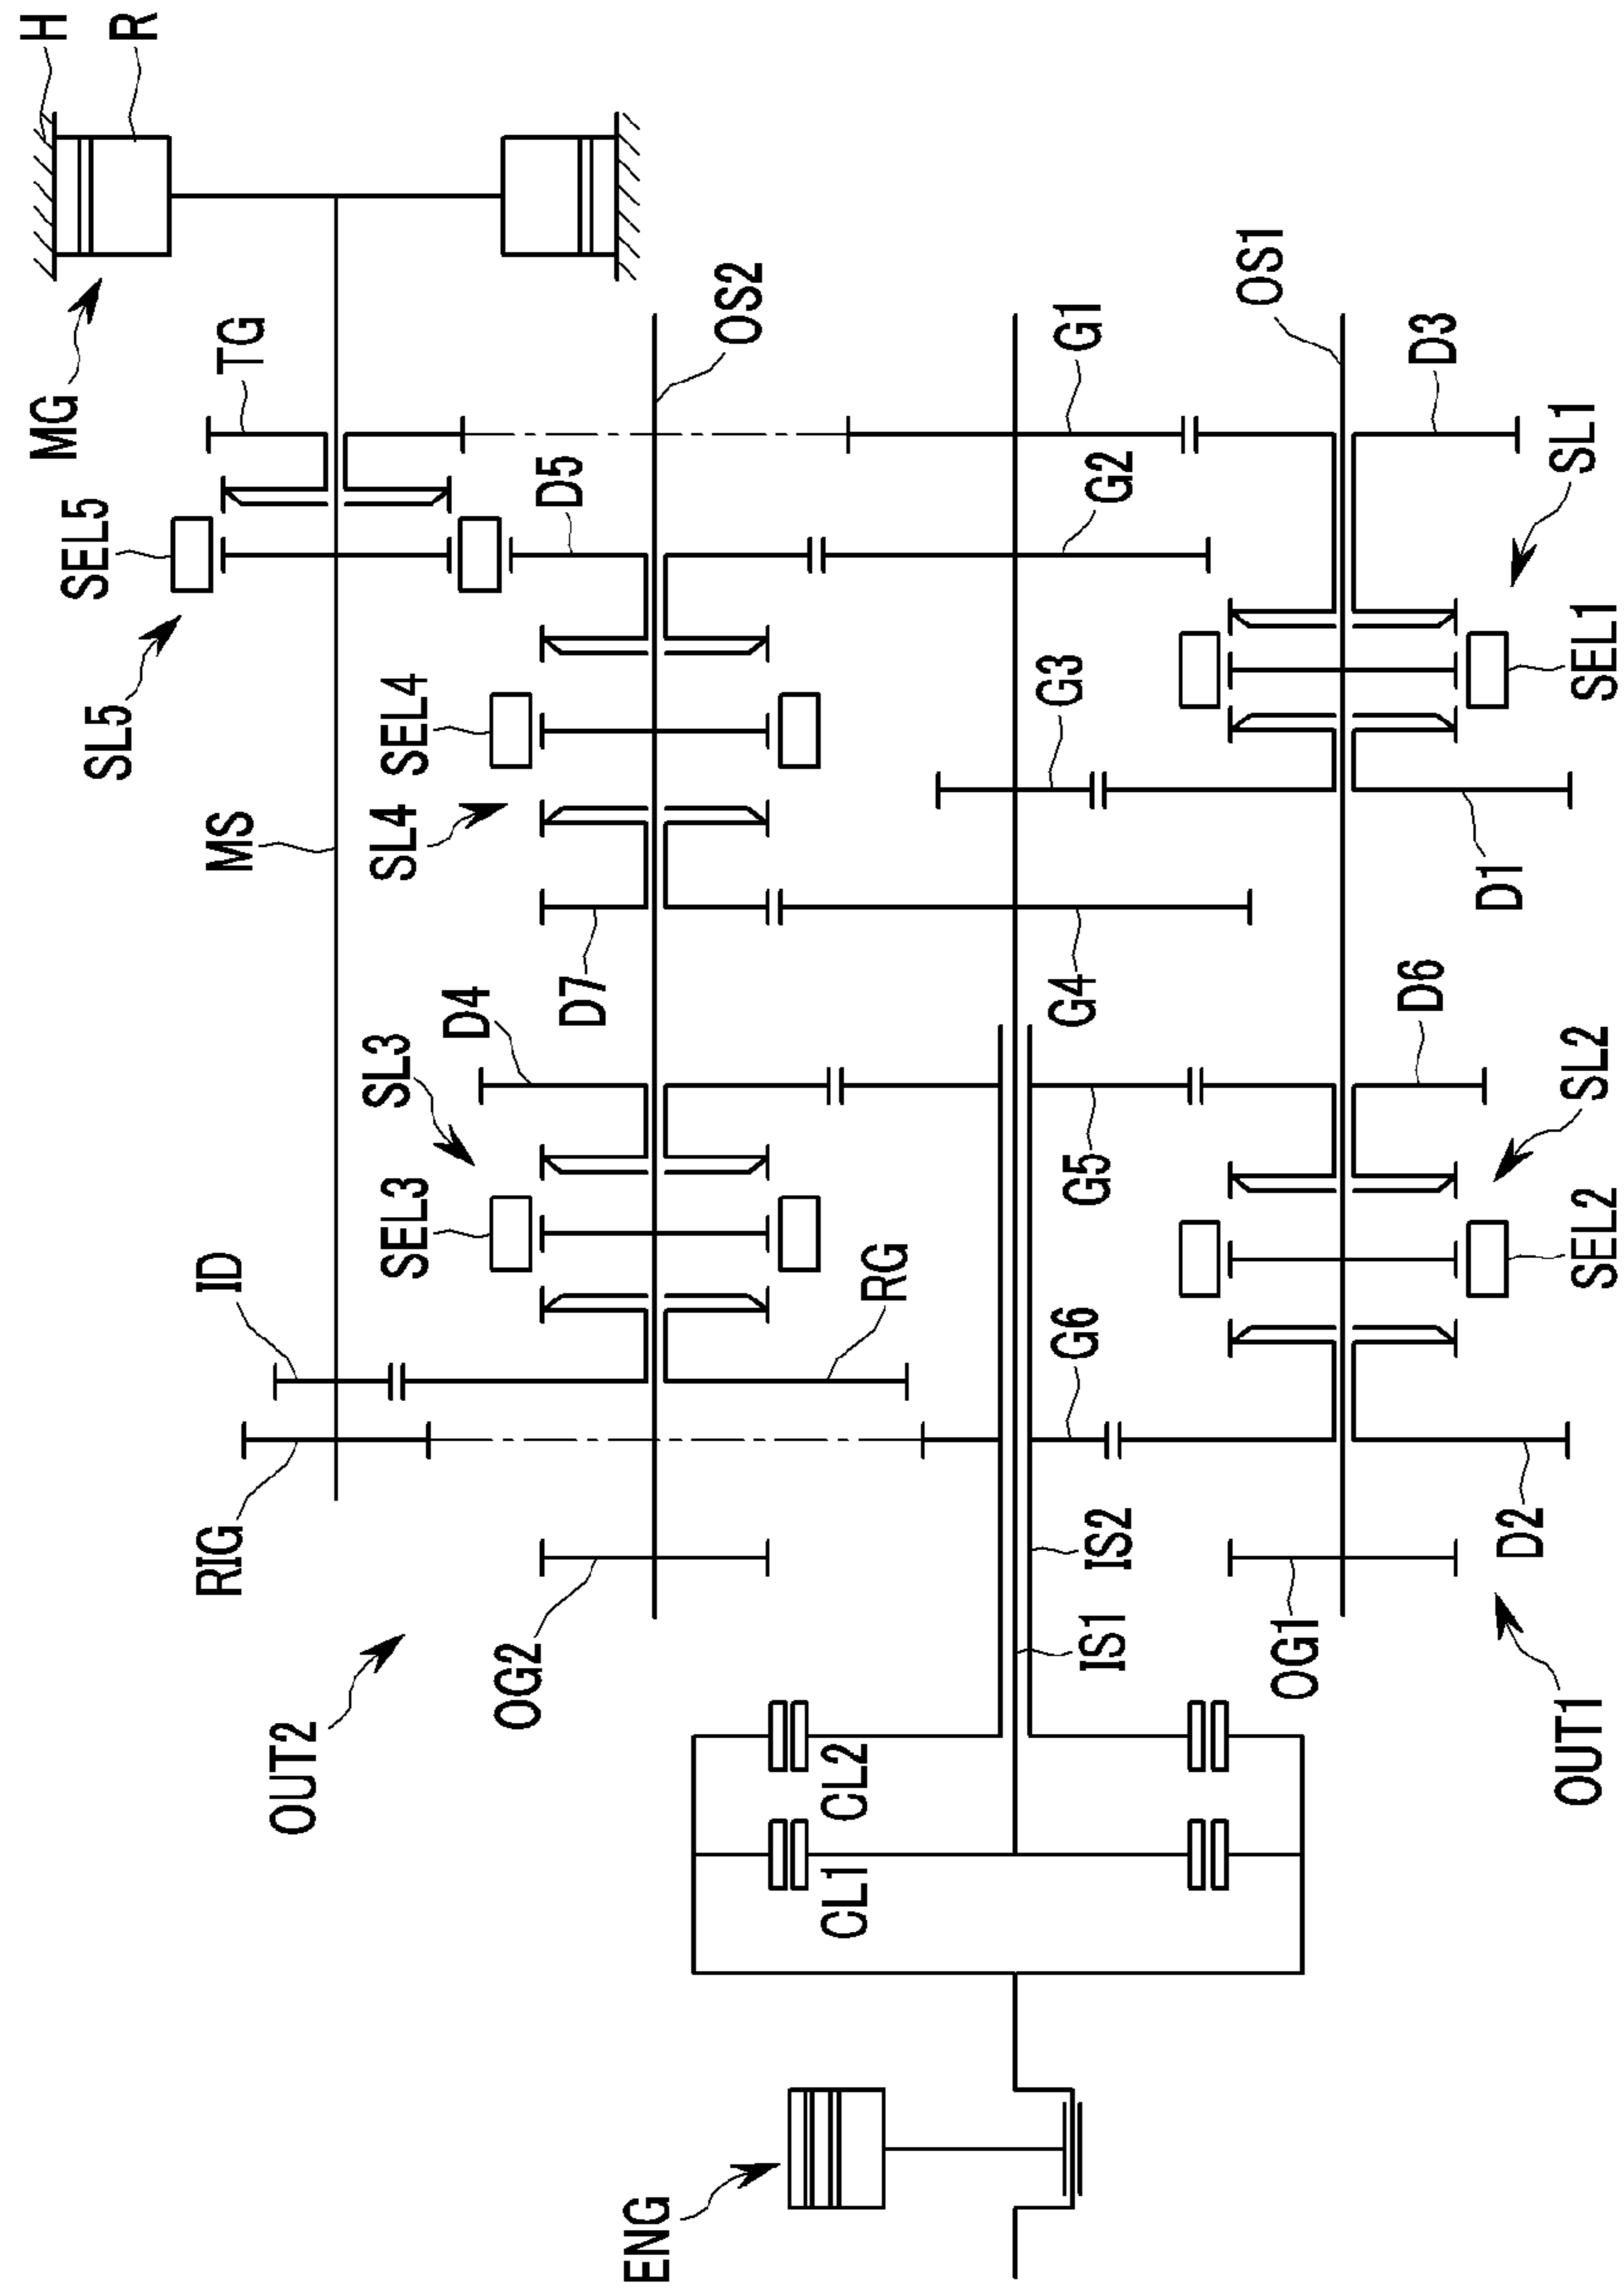 H
R
MG
TG
SEL5
SL5
MS
OS2
D5
SEL4
SL4
D7
D4
SL3
SEL3
ID
RIG
RG
OG2
OUT2
G1
G2
G3
G4
G5
G6
OS1
D3
SL1
SEL1
D1
D6
SL2
SEL2
D2
OG1
OUT1
IS2
IS1
CL2
CL1
ENG